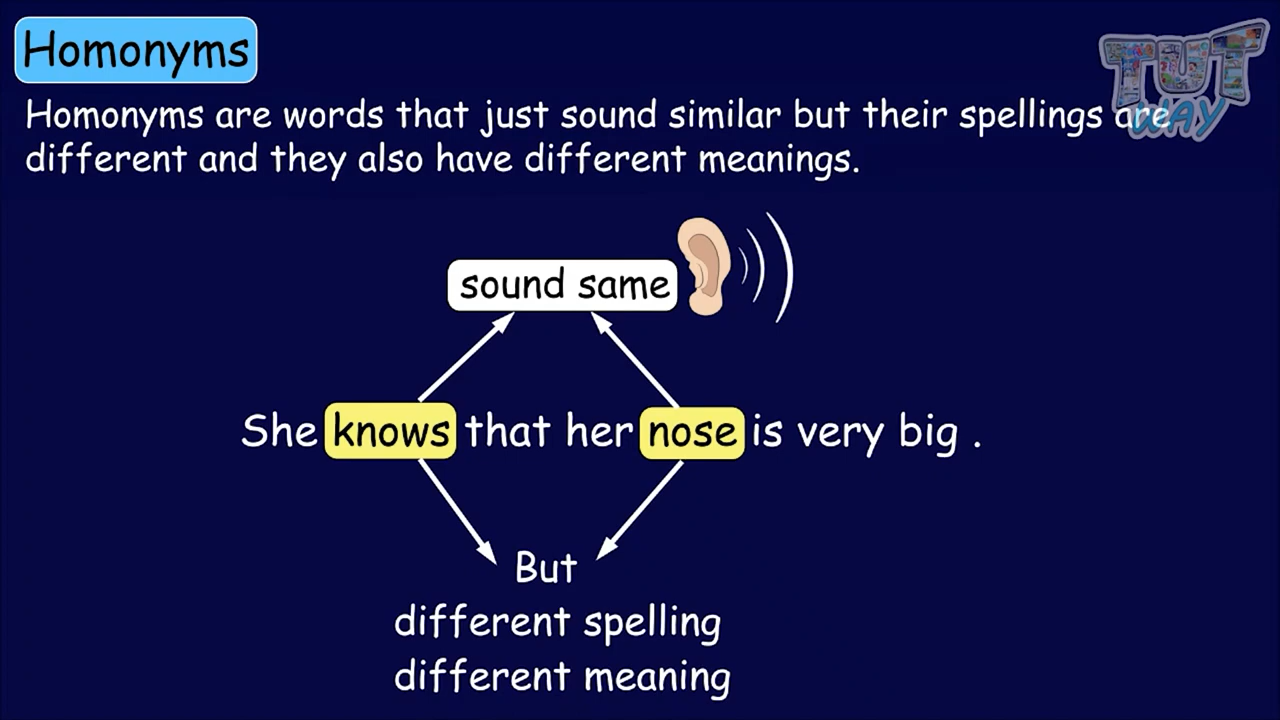 Homonyms
TUT
WAY
Homonyms are words that just sound similar but their spellings are
different and they also have different meanings.
sound same
She knows that her nose is very big .
But
different spelling
different meaning